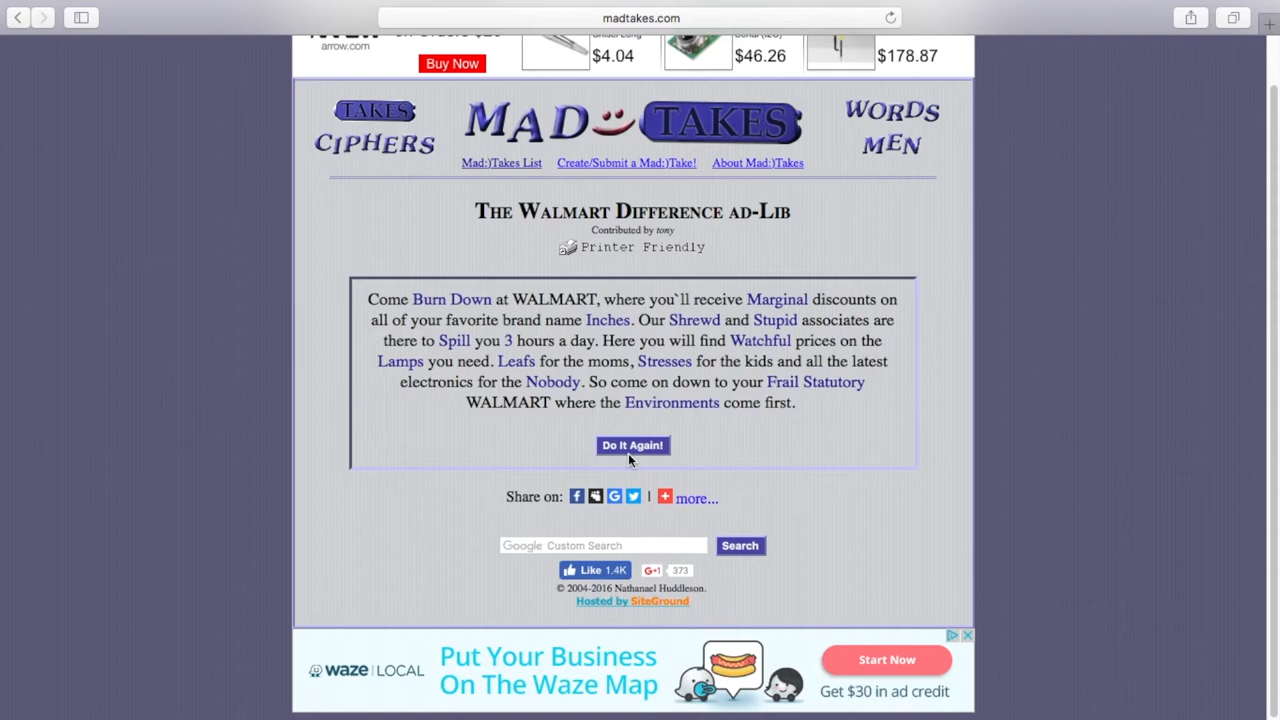 madtakes.com
arrow.com
Buy Now
$4.04
$46.26
$178.87
TAKES
CIPHERS
MAD TAKES
WORDS
MEN
Mad:)Takes List
Create/Submit a Mad:)Take!
About Mad:)Takes
The Walmart Difference ad-Lib
Contributed by tony
Printer Friendly
Come Burn Down at WALMART, where you`ll receive Marginal discounts on
all of your favorite brand name Inches. Our Shrewd and Stupid associates are
there to Spill you 3 hours a day. Here you will find Watchful prices on the
Lamps you need. Leafs for the moms, Stresses for the kids and all the latest
electronics for the Nobody. So come on down to your Frail Statutory
WALMART where the Environments come first.
Do It Again!
Share on: | more...
Google Custom Search
Search
Like 1.4K
G+1 373
© 2004-2016 Nathanael Huddleson.
Hosted by SiteGround
waze LOCAL
Put Your Business
On The Waze Map
Start Now
Get $30 in ad credit